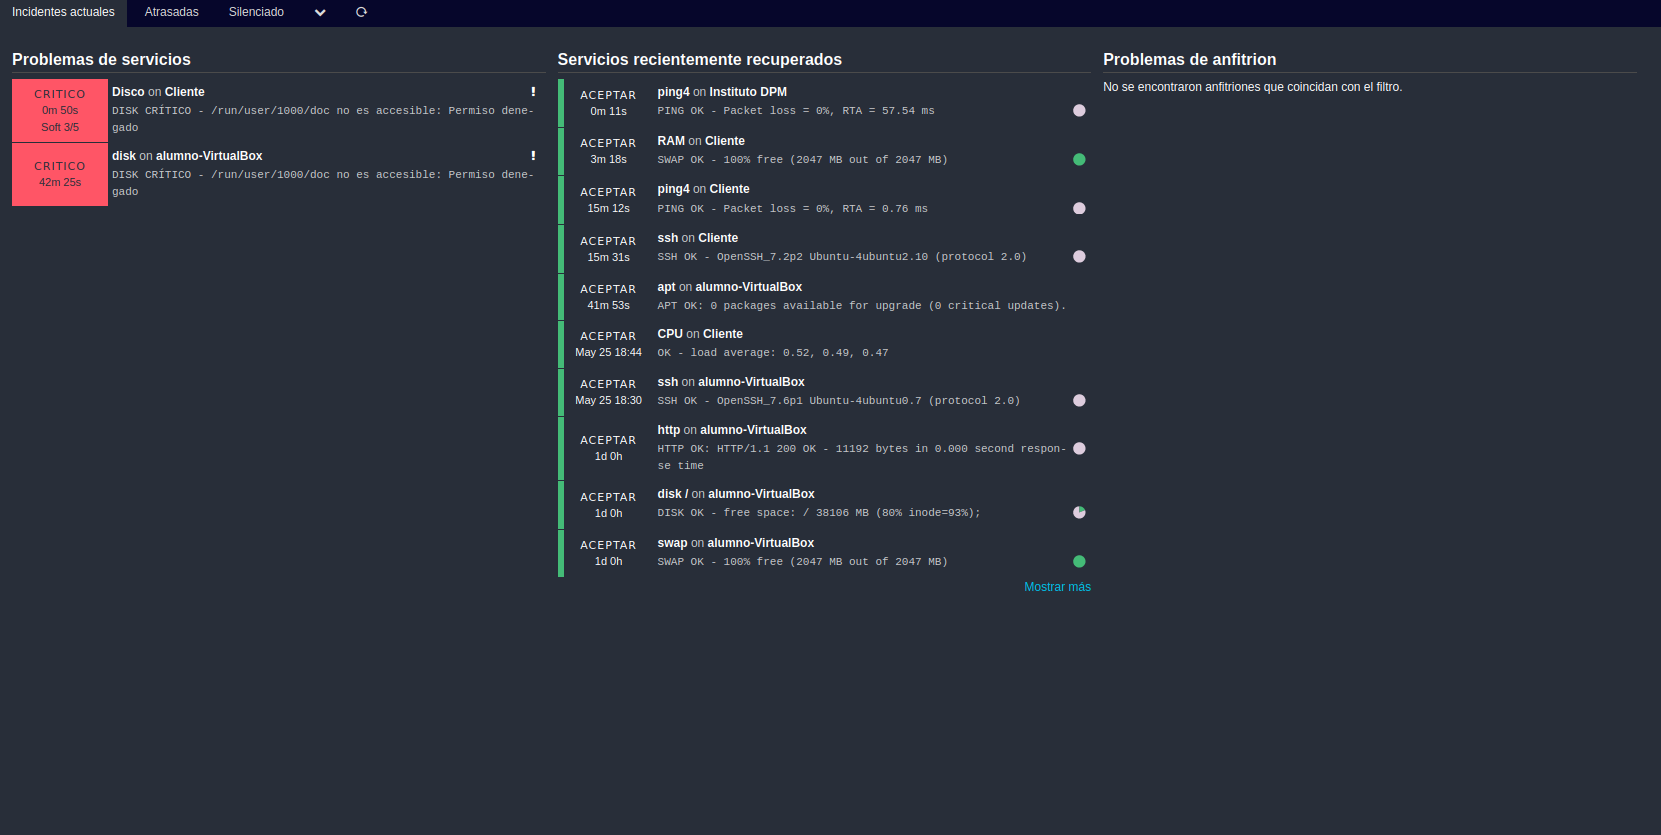 Incidentes actuales Atrasadas Silenciado
Problemas de servicios
CRITICO
0m 50s
Soft 3/5
Disco on Cliente
DISK CRÍTICO - /run/user/1000/doc no es accesible: Permiso dene-
gado
CRITICO
42m 25s
disk on alumno-VirtualBox
DISK CRÍTICO - /run/user/1000/doc no es accesible: Permiso dene-
gado
Servicios recientemente recuperados
ACEPTAR
0m 11s
ping4 on Instituto DPM
PING OK - Packet loss = 0%, RTA = 57.54 ms
ACEPTAR
3m 18s
RAM on Cliente
SWAP OK - 100% free (2047 MB out of 2047 MB)
ACEPTAR
15m 12s
ping4 on Cliente
PING OK - Packet loss = 0%, RTA = 0.76 ms
ACEPTAR
15m 31s
ssh on Cliente
SSH OK - OpenSSH_7.2p2 Ubuntu-4ubuntu2.10 (protocol 2.0)
ACEPTAR
41m 53s
apt on alumno-VirtualBox
APT OK: 0 packages available for upgrade (0 critical updates).
ACEPTAR
May 25 18:44
CPU on Cliente
OK - load average: 0.52, 0.49, 0.47
ACEPTAR
May 25 18:30
ssh on alumno-VirtualBox
SSH OK - OpenSSH_7.6p1 Ubuntu-4ubuntu0.7 (protocol 2.0)
ACEPTAR
1d 0h
http on alumno-VirtualBox
HTTP OK: HTTP/1.1 200 OK - 11192 bytes in 0.000 second respon-
se time
ACEPTAR
1d 0h
disk / on alumno-VirtualBox
DISK OK - free space: / 38106 MB (80% inode=93%);
ACEPTAR
1d 0h
swap on alumno-VirtualBox
SWAP OK - 100% free (2047 MB out of 2047 MB)
Mostrar más
Problemas de anfitrion
No se encontraron anfitriones que coincidan con el filtro.